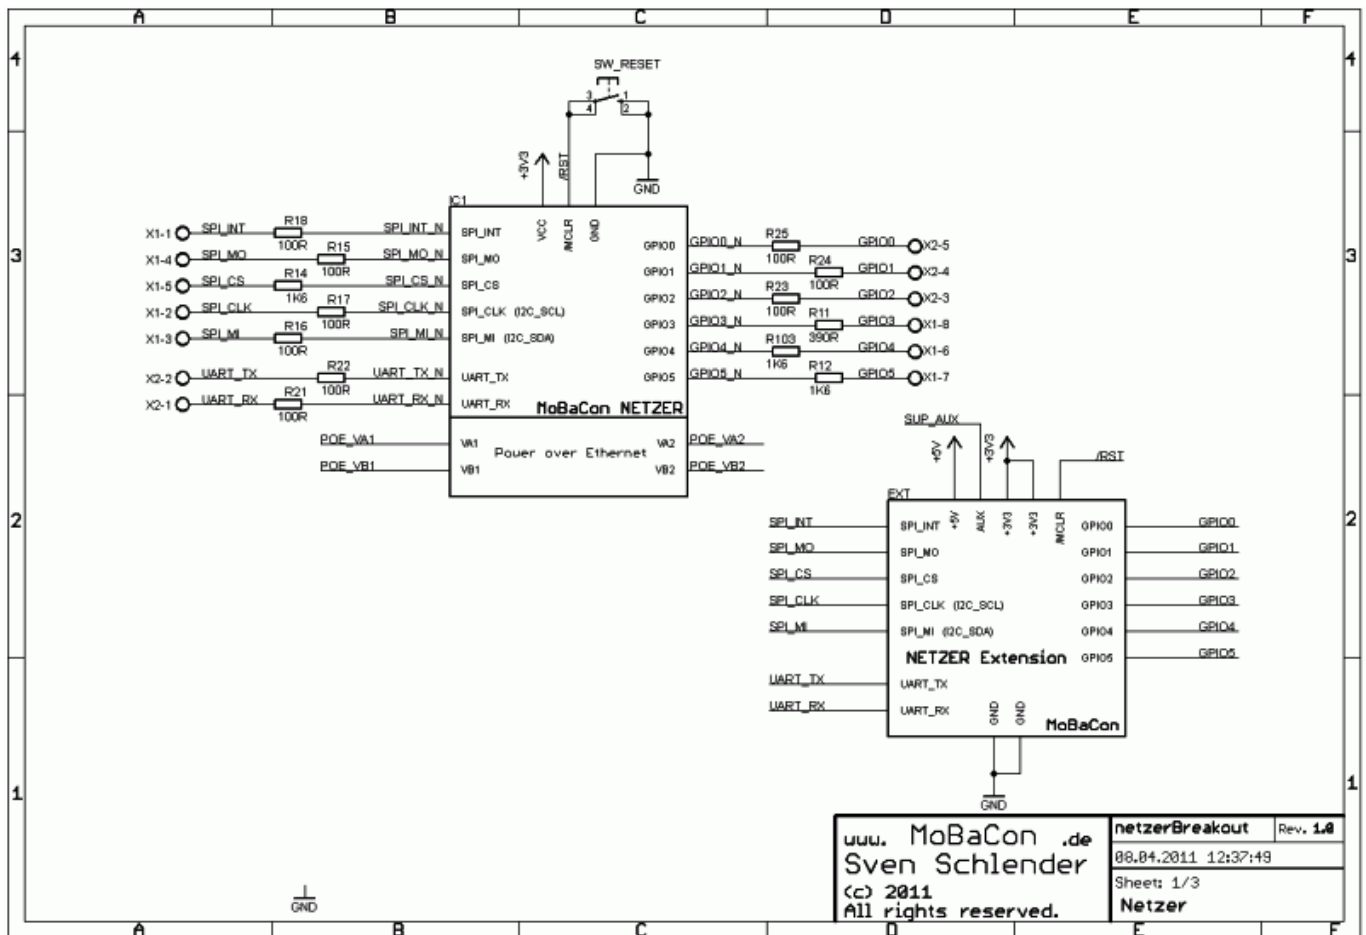 A B C D E F
4 4
SW_RESET
3 1
4 2
+3V3 /RST
GND
IC1
3 3
X1-1 SPI_INT R18 100R SPI_INT_N SPI_INT VCC /MCLR GND
GPIO0 GPIO0_N R25 100R GPIO0 X2-5
X1-4 SPI_MO R15 100R SPI_MO_N SPI_MO
GPIO1 GPIO1_N R24 100R GPIO1 X2-4
X1-5 SPI_CS R14 1K6 SPI_CS_N SPI_CS
GPIO2 GPIO2_N R23 100R GPIO2 X2-3
X1-2 SPI_CLK R17 100R SPI_CLK_N SPI_CLK (I2C_SCL)
GPIO3 GPIO3_N R11 390R GPIO3 X1-8
X1-3 SPI_MI R16 100R SPI_MI_N SPI_MI (I2C_SDA)
GPIO4 GPIO4_N R103 1K6 GPIO4 X1-6
X2-2 UART_TX R22 100R UART_TX_N UART_TX
GPIO5 GPIO5_N R12 1K6 GPIO5 X1-7
X2-1 UART_RX R21 100R UART_RX_N UART_RX
MoBaCon NETZER
POE_VA1 VA1 VA2 POE_VA2
Power over Ethernet
POE_VB1 VB1 VB2 POE_VB2
SUP_AUX
+5V +3V3 /RST
EXT
2 2
SPI_INT SPI_INT +5V AUX +3V3 +3V3 /MCLR GPIO0 GPIO0
SPI_MO SPI_MO GPIO1 GPIO1
SPI_CS SPI_CS GPIO2 GPIO2
SPI_CLK SPI_CLK (I2C_SCL) GPIO3 GPIO3
SPI_MI SPI_MI (I2C_SDA) GPIO4 GPIO4
NETZER Extension GPIO5 GPIO5
UART_TX UART_TX
UART_RX UART_RX GND GND
MoBaCon
1 1
GND
www. MoBaCon .de
Sven Schlender
(c) 2011
All rights reserved.
netzerBreakout Rev. 1.0
08.04.2011 12:37:49
Sheet: 1/3
Netzer
GND
A B C D E F